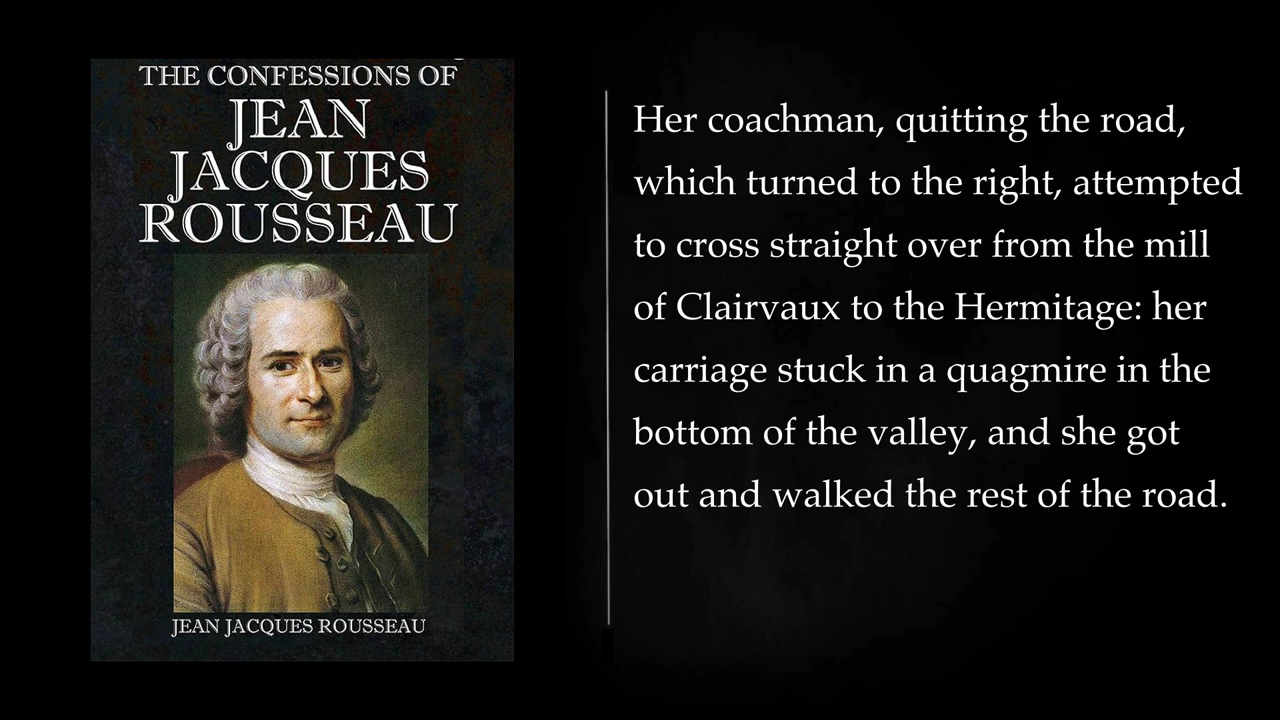 THE CONFESSIONS OF
JEAN
JACQUES
ROUSSEAU
JEAN JACQUES ROUSSEAU
Her coachman, quitting the road,
which turned to the right, attempted
to cross straight over from the mill
of Clairvaux to the Hermitage: her
carriage stuck in a quagmire in the
bottom of the valley, and she got
out and walked the rest of the road.